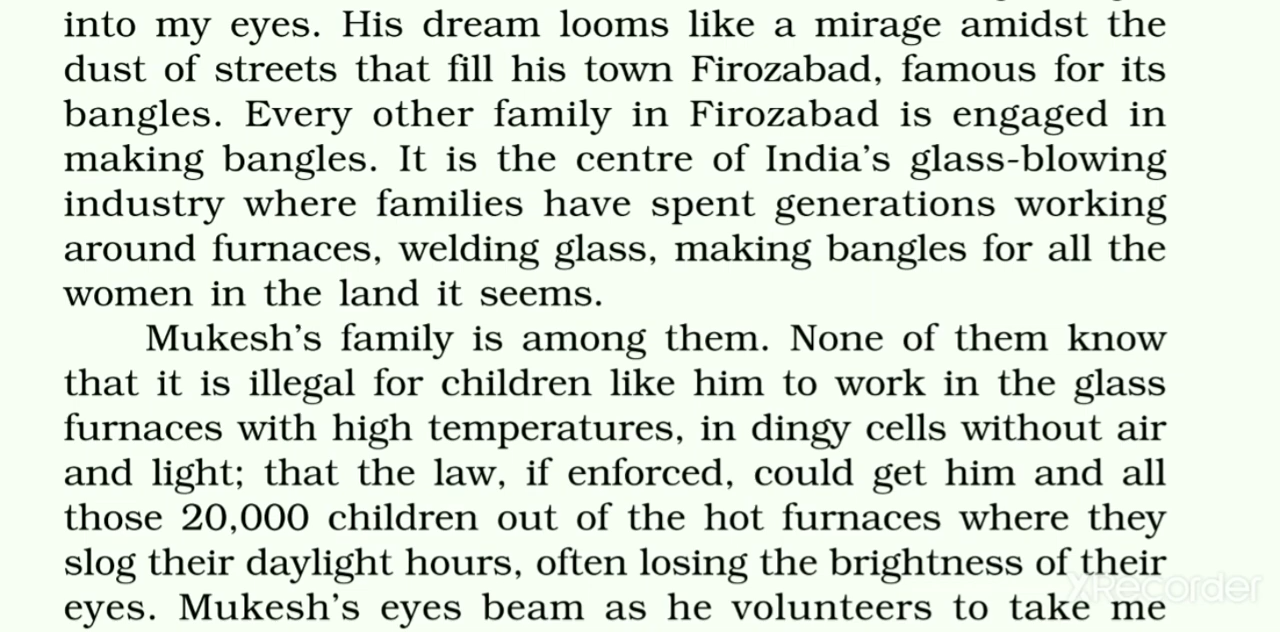 into my eyes. His dream looms like a mirage amidst the
dust of streets that fill his town Firozabad, famous for its
bangles. Every other family in Firozabad is engaged in
making bangles. It is the centre of India’s glass-blowing
industry where families have spent generations working
around furnaces, welding glass, making bangles for all the
women in the land it seems.
Mukesh’s family is among them. None of them know
that it is illegal for children like him to work in the glass
furnaces with high temperatures, in dingy cells without air
and light; that the law, if enforced, could get him and all
those 20,000 children out of the hot furnaces where they
slog their daylight hours, often losing the brightness of their
eyes. Mukesh’s eyes beam as he volunteers to take me
XRecorder